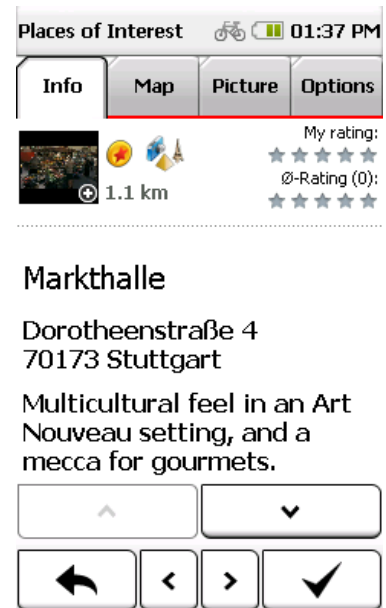 Places of Interest 01:37 PM
Info Map Picture Options
My rating:
Ø-Rating (0):
1.1 km
Markthalle
Dorotheenstraße 4
70173 Stuttgart
Multicultural feel in an Art
Nouveau setting, and a
mecca for gourmets.